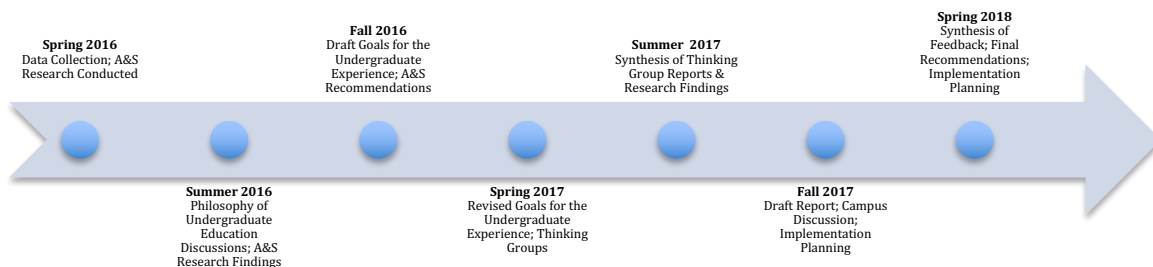 Spring 2016
Data Collection; A&S
Research Conducted
Summer 2016
Philosophy of
Undergraduate
Education
Discussions; A&S
Research Findings
Fall 2016
Draft Goals for the
Undergraduate
Experience; A&S
Recommendations
Spring 2017
Revised Goals for the
Undergraduate
Experience; Thinking
Groups
Summer 2017
Synthesis of Thinking
Group Reports &
Research Findings
Fall 2017
Draft Report; Campus
Discussion;
Implementation
Planning
Spring 2018
Synthesis of
Feedback; Final
Recommendations;
Implementation
Planning